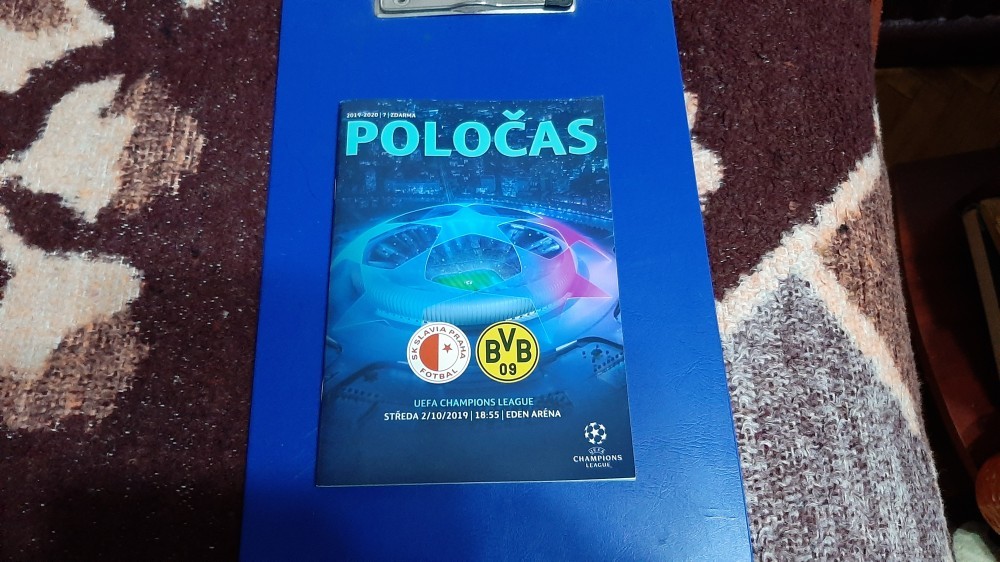 2019-2020 | 7 | ZDARMA
POLOČAS
SK SLAVIA PRAHA
FOTBAL
BVB
09
UEFA CHAMPIONS LEAGUE
STŘEDA 2/10/2019 | 18:55 | EDEN ARÉNA
UEFA
CHAMPIONS
LEAGUE